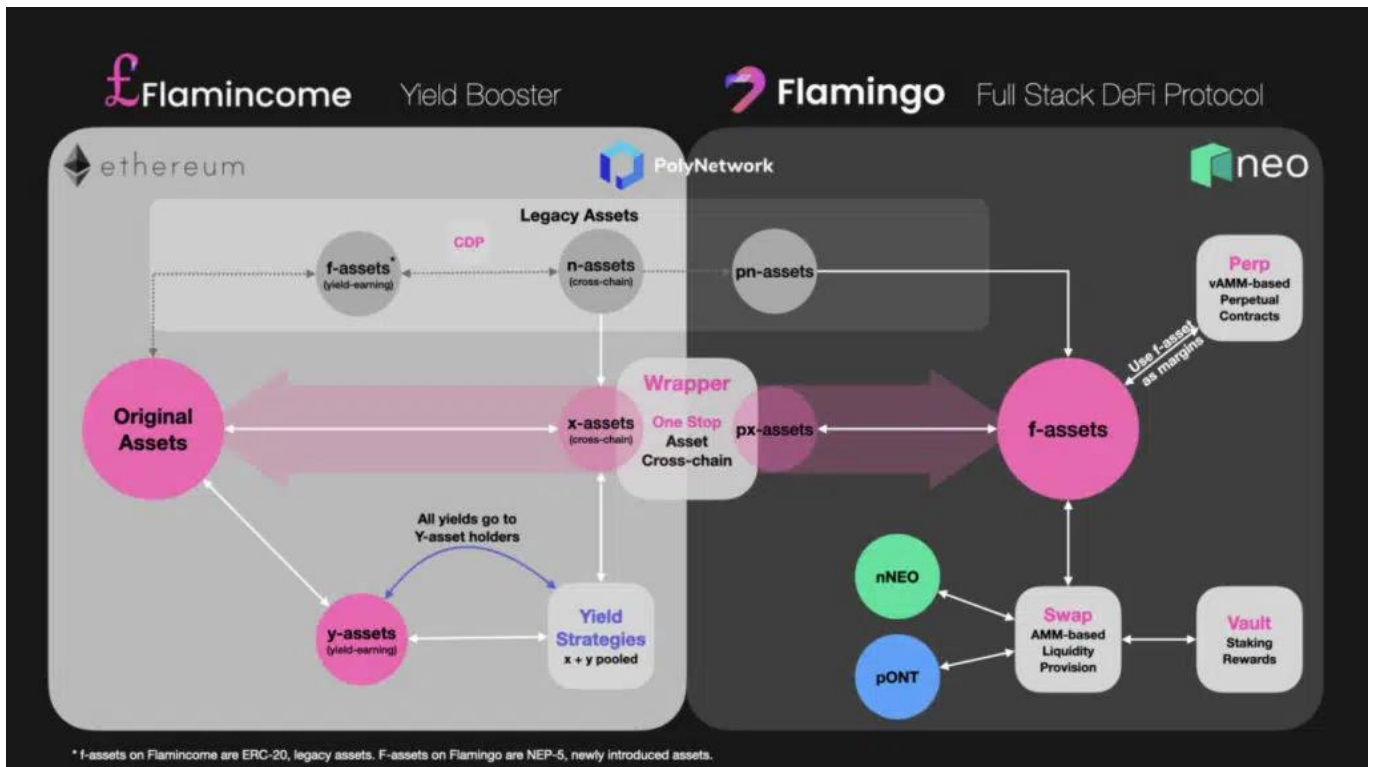 £Flamincome Yield Booster
Flamingo Full Stack DeFi Protocol
ethereum
PolyNetwork
neo
Legacy Assets
CDP
f-assets*
(yield-earning)
n-assets
(cross-chain)
pn-assets
Perp
vAMM-based
Perpetual
Contracts
Use f-asset
as margins
Original
Assets
x-assets
(cross-chain)
Wrapper
One Stop
Asset
Cross-chain
px-assets
f-assets
All yields go to
Y-asset holders
y-assets
(yield-earning)
Yield
Strategies
x + y pooled
nNEO
pONT
Swap
AMM-based
Liquidity
Provision
Vault
Staking
Rewards
* f-assets on Flamincome are ERC-20, legacy assets. F-assets on Flamingo are NEP-5, newly introduced assets.